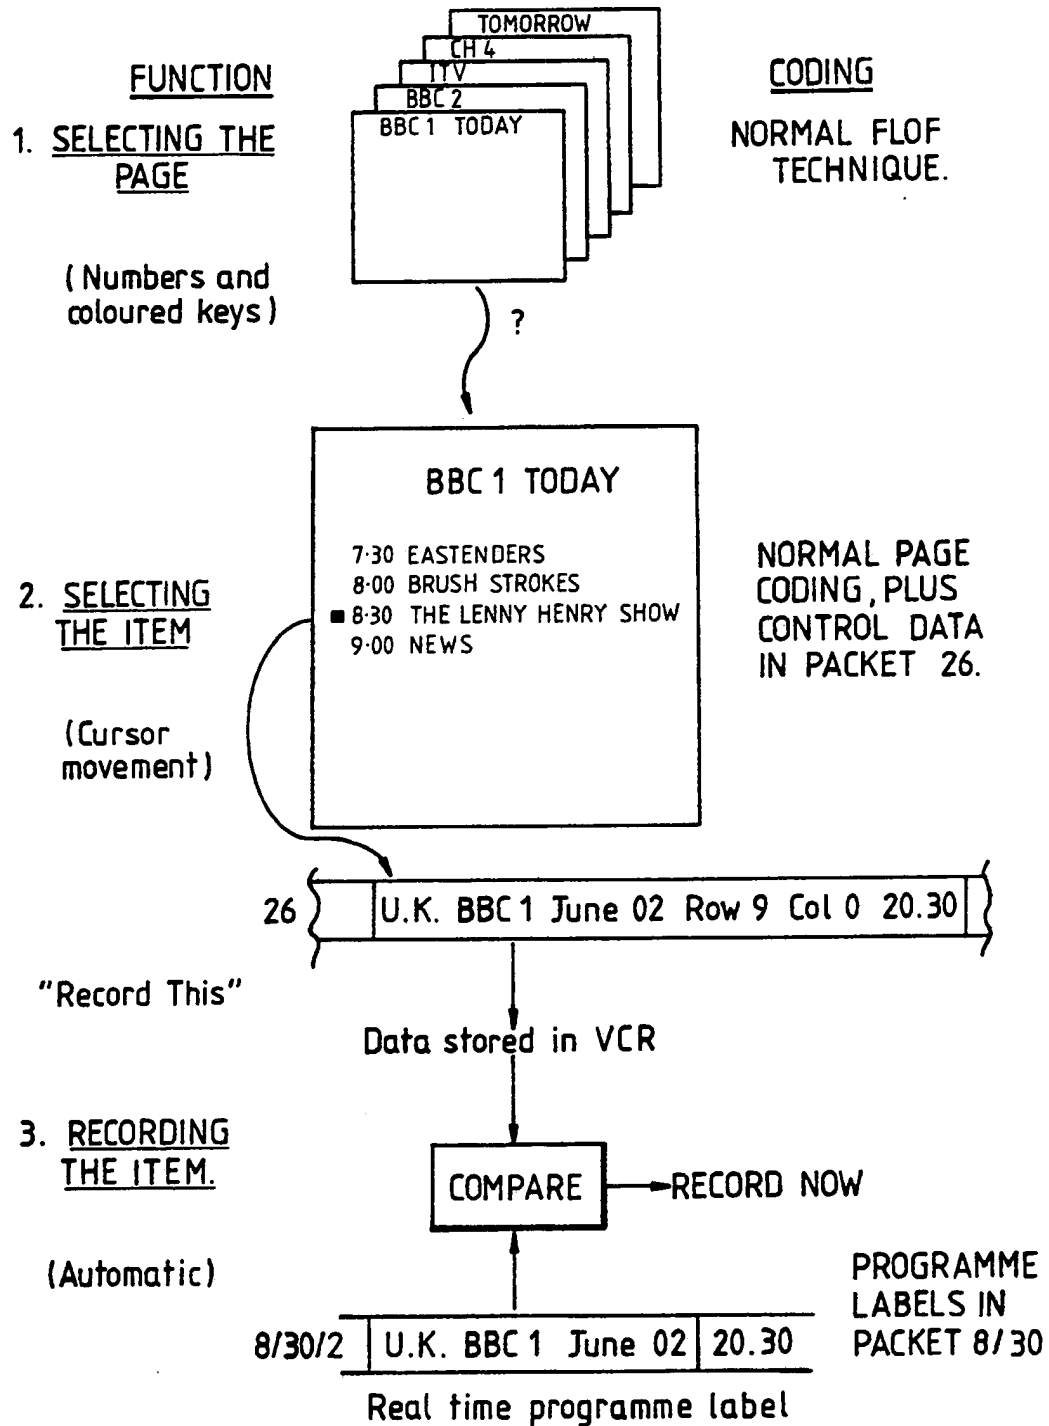 TOMORROW
CH 4
ITV
BBC 2
BBC 1 TODAY
FUNCTION
CODING
1. SELECTING THE
PAGE
NORMAL FLOF
TECHNIQUE.
(Numbers and
coloured keys)
?
BBC 1 TODAY
7·30 EASTENDERS
8·00 BRUSH STROKES
■ 8·30 THE LENNY HENRY SHOW
9·00 NEWS
2. SELECTING
THE ITEM
NORMAL PAGE
CODING, PLUS
CONTROL DATA
IN PACKET 26.
(Cursor
movement)
26 U.K. BBC 1 June 02 Row 9 Col 0 20.30
"Record This"
Data stored in VCR
3. RECORDING
THE ITEM.
COMPARE
RECORD NOW
(Automatic)
PROGRAMME
LABELS IN
PACKET 8/30
8/30/2 U.K. BBC 1 June 02 20.30
Real time programme label